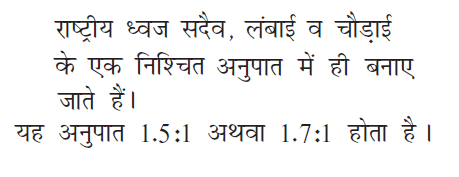 राष्ट्रीय ध्वज सदैव, लंबाई व चौड़ाई
के एक निश्चित अनुपात में ही बनाए
जाते हैं।
यह अनुपात 1.5:1 अथवा 1.7:1 होता है।